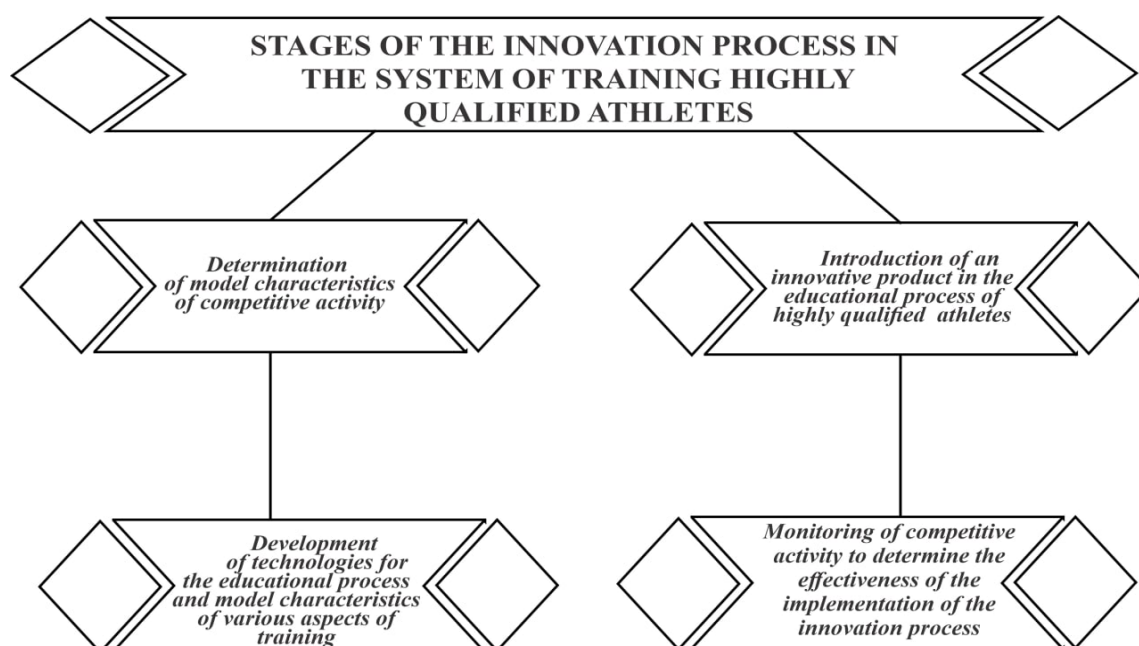 STAGES OF THE INNOVATION PROCESS IN
THE SYSTEM OF TRAINING HIGHLY
QUALIFIED ATHLETES
Determination
of model characteristics
of competitive activity
Introduction of an
innovative product in the
educational process of
highly qualified athletes
Development
of technologies for
the educational process
and model characteristics
of various aspects of
training
Monitoring of competitive
activity to determine the
effectiveness of the
implementation of the
innovation process